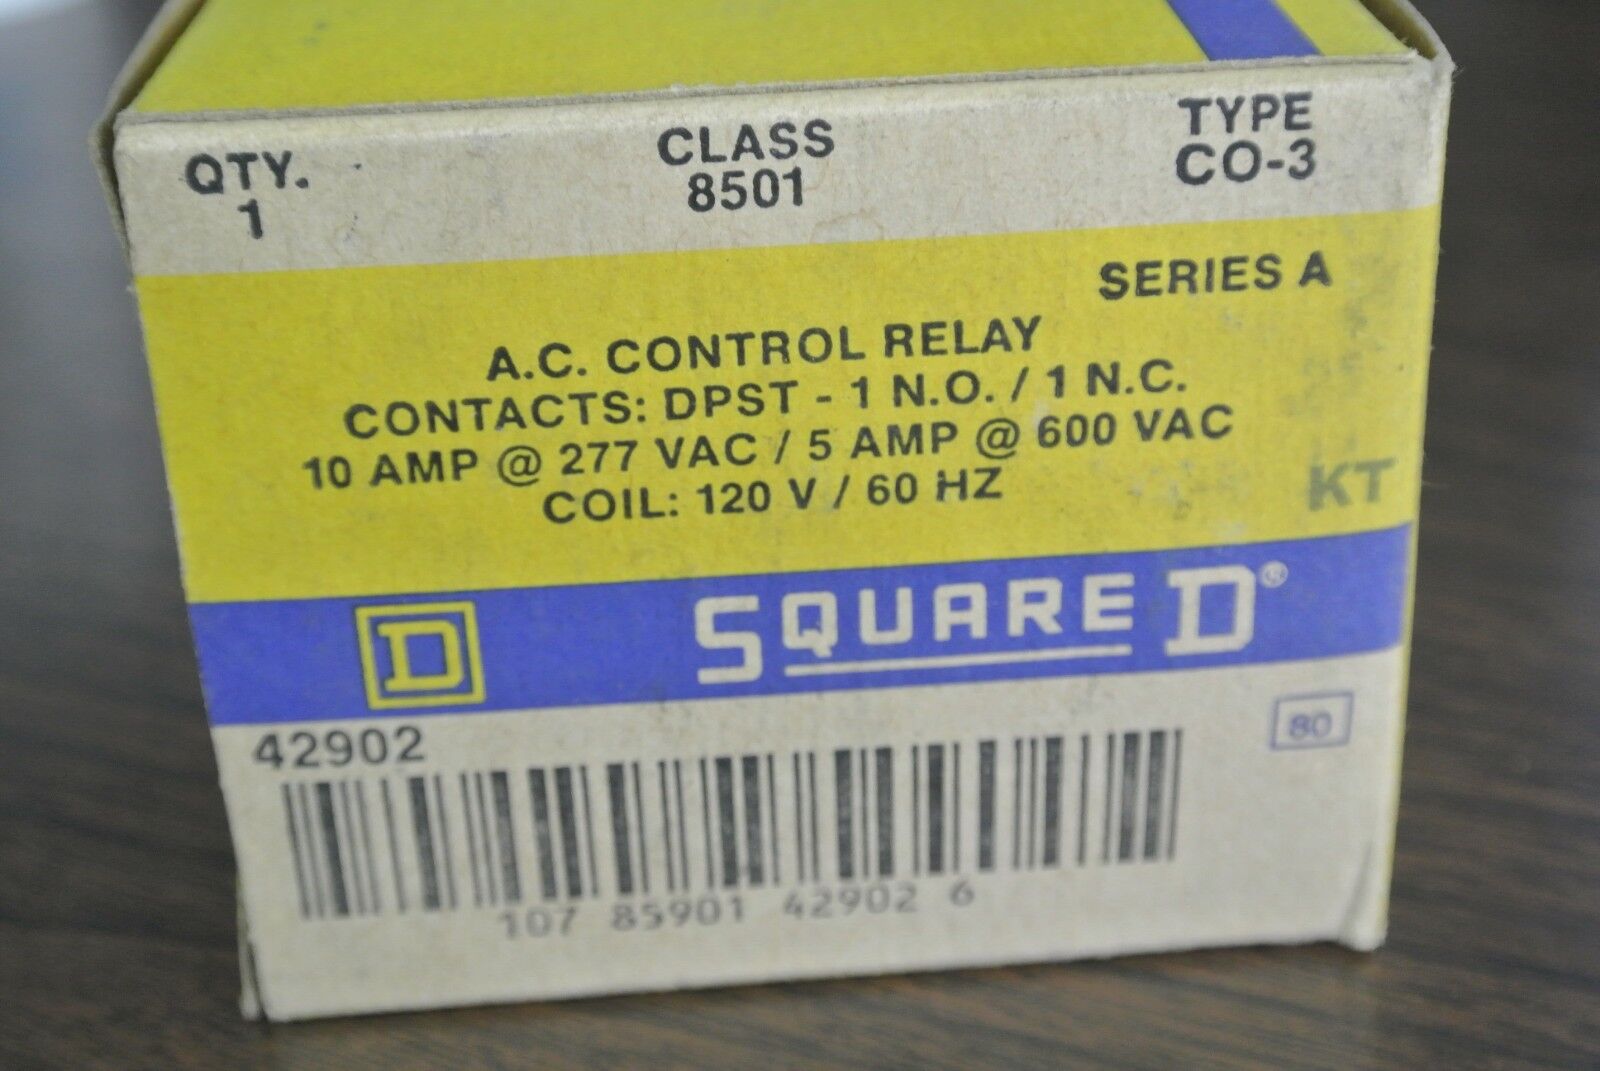 QTY.
1
CLASS
8501
TYPE
CO-3
SERIES A
A.C. CONTROL RELAY
CONTACTS: DPST - 1 N.O. / 1 N.C.
10 AMP @ 277 VAC / 5 AMP @ 600 VAC
COIL: 120 V / 60 HZ
KT
D SQUARE D®
42902
80
107 85901 42902 6